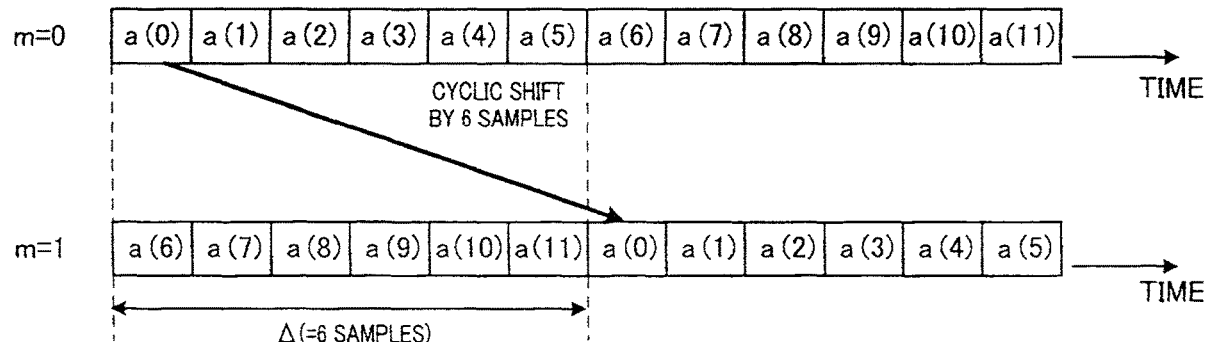 m=0 a(0) a(1) a(2) a(3) a(4) a(5) a(6) a(7) a(8) a(9) a(10) a(11)
TIME
CYCLIC SHIFT
BY 6 SAMPLES
m=1 a(6) a(7) a(8) a(9) a(10) a(11) a(0) a(1) a(2) a(3) a(4) a(5)
TIME
Δ(=6 SAMPLES)